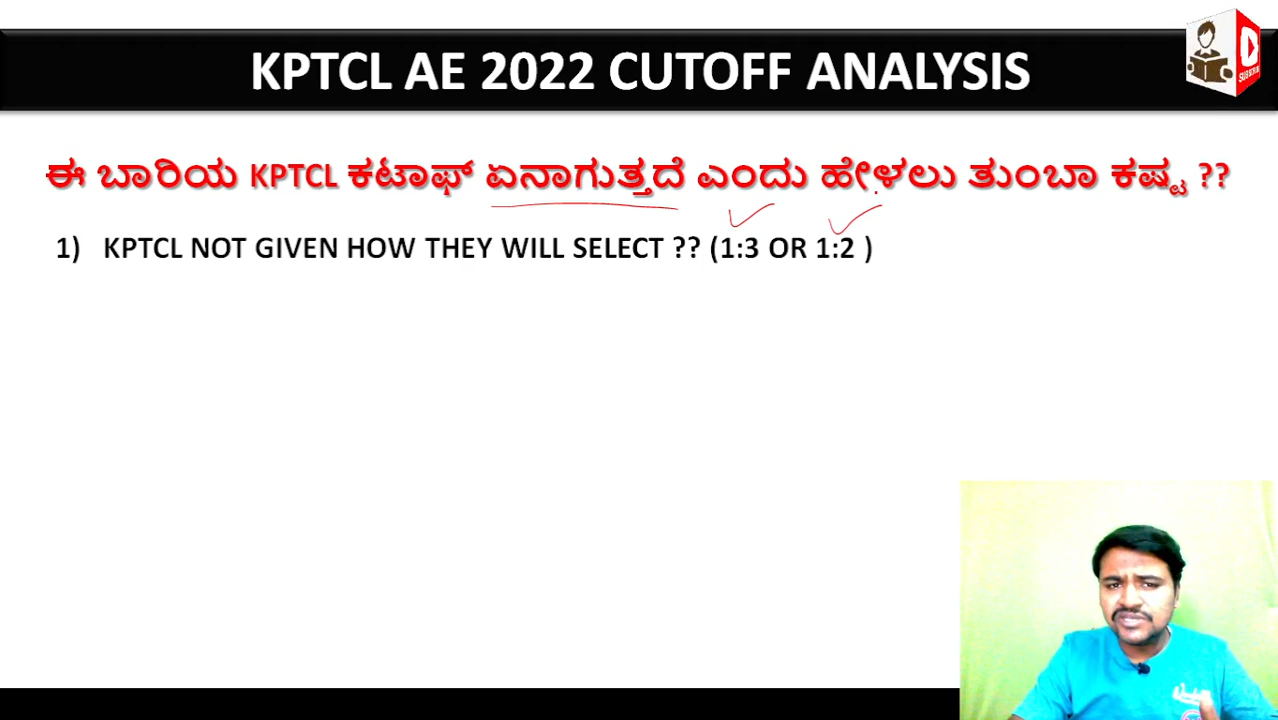 KPTCL AE 2022 CUTOFF ANALYSIS
SUBSCRIBE
ಈ ಬಾರಿಯ KPTCL ಕಟಾಫ್ ಏನಾಗುತ್ತದೆ ಎಂದು ಹೇಳಲು ತುಂಬಾ ಕಷ್ಟ ??
1) KPTCL NOT GIVEN HOW THEY WILL SELECT ?? (1:3 OR 1:2 )